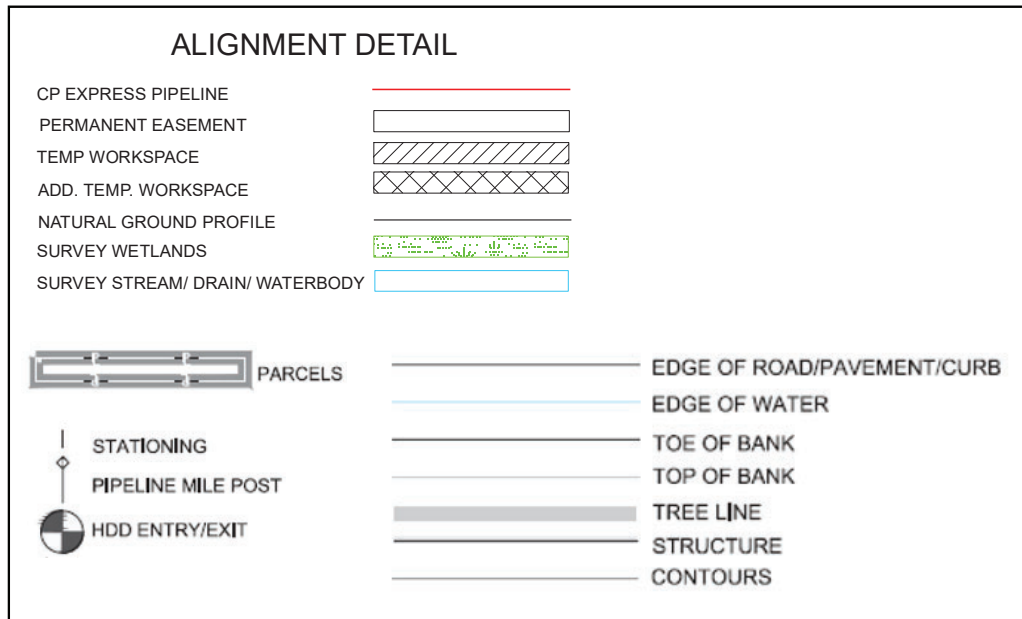 ALIGNMENT DETAIL
CP EXPRESS PIPELINE
PERMANENT EASEMENT
TEMP WORKSPACE
ADD. TEMP. WORKSPACE
NATURAL GROUND PROFILE
SURVEY WETLANDS
SURVEY STREAM/ DRAIN/ WATERBODY
PARCELS
STATIONING
PIPELINE MILE POST
HDD ENTRY/EXIT
EDGE OF ROAD/PAVEMENT/CURB
EDGE OF WATER
TOE OF BANK
TOP OF BANK
TREE LINE
STRUCTURE
CONTOURS